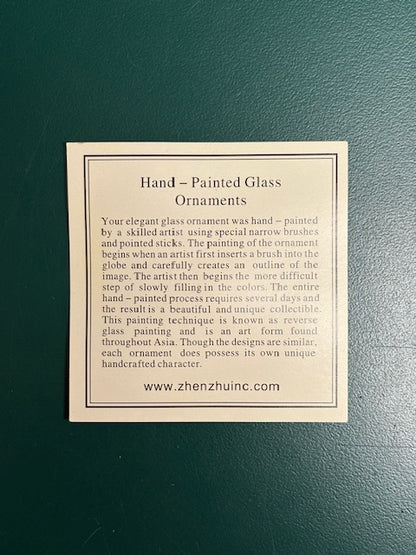 Hand – Painted Glass
Ornaments
Your elegant glass ornament was hand – painted
by a skilled artist using special narrow brushes
and pointed sticks. The painting of the ornament
begins when an artist first inserts a brush into the
globe and carefully creates an outline of the
image. The artist then begins the more difficult
step of slowly filling in the colors. The entire
hand – painted process requires several days and
the result is a beautiful and unique collectible.
This painting technique is known as reverse
glass painting and is an art form found
throughout Asia. Though the designs are similar,
each ornament does possess its own unique
handcrafted character.
www.zhenzhuinc.com